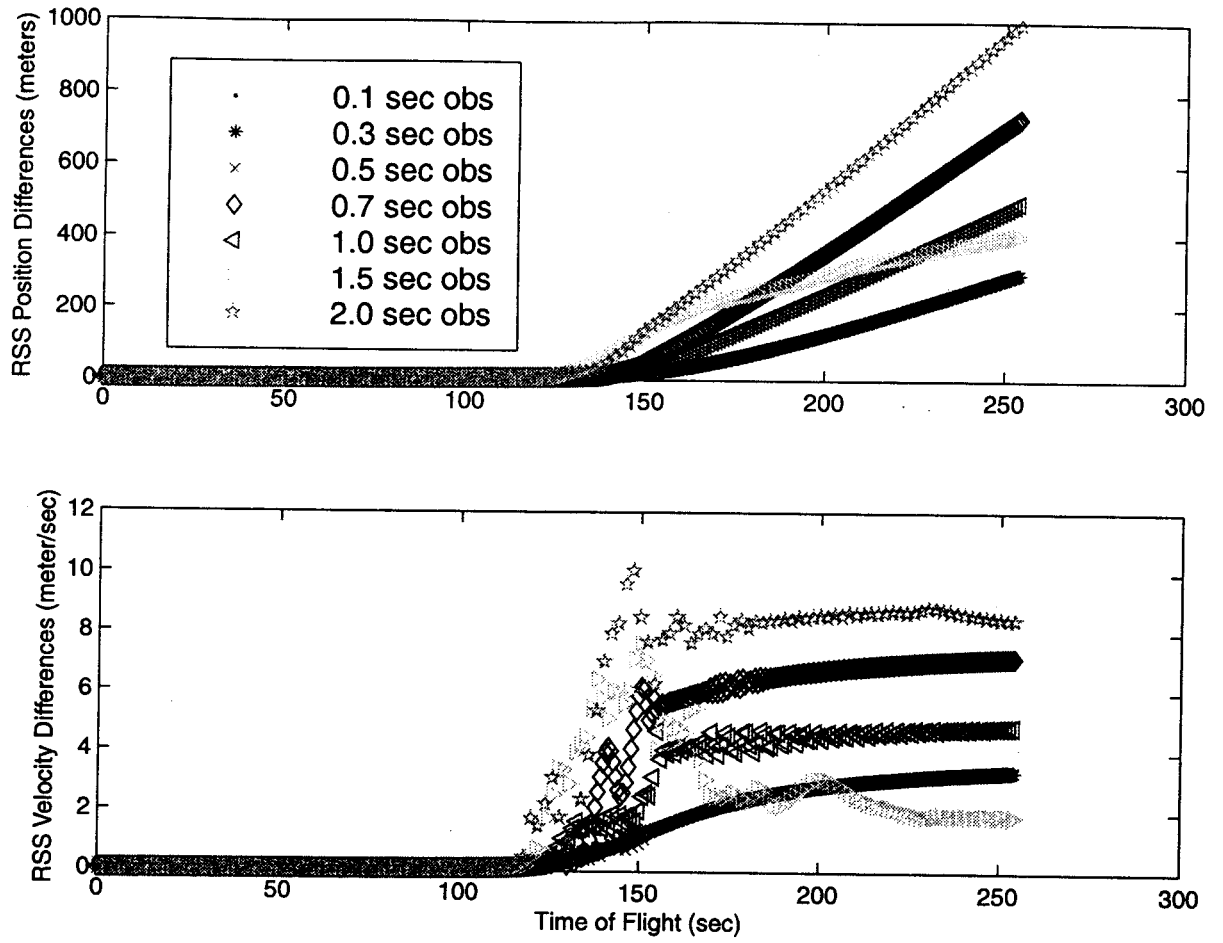 1000
800
600
400
200
0
RSS Position Differences (meters)
0.1 sec obs
0.3 sec obs
0.5 sec obs
0.7 sec obs
1.0 sec obs
1.5 sec obs
2.0 sec obs
0 50 100 150 200 250 300
12
10
8
6
4
2
0
RSS Velocity Differences (meter/sec)
0 50 100 150 200 250 300
Time of Flight (sec)